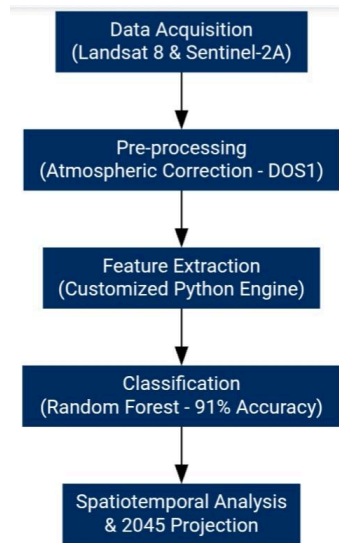 Data Acquisition
(Landsat 8 & Sentinel-2A)
Pre-processing
(Atmospheric Correction - DOS1)
Feature Extraction
(Customized Python Engine)
Classification
(Random Forest - 91% Accuracy)
Spatiotemporal Analysis
& 2045 Projection